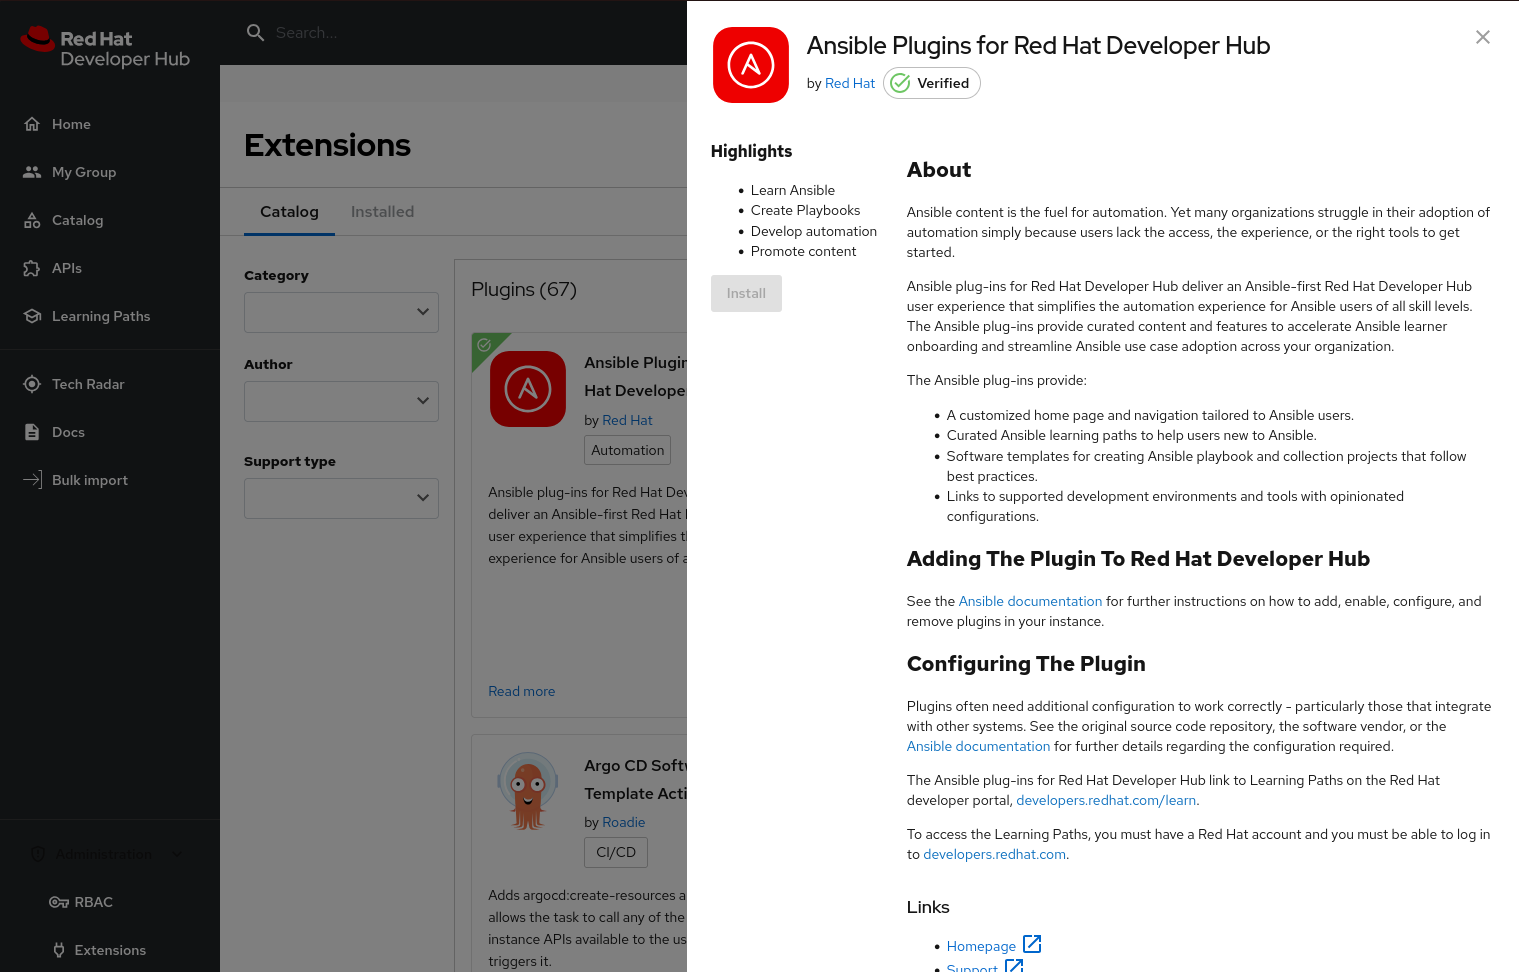 Red Hat
Developer Hub
Search...
Home
My Group
Catalog
APIs
Learning Paths
Tech Radar
Docs
Bulk import
Administration
RBAC
Extensions
Extensions
Catalog
Installed
Category
Author
Support type
Plugins (67)
Ansible Plugin
Hat Develope
by Red Hat
Automation
Ansible plug-ins for Red Hat Dev
deliver an Ansible-first Red Hat
user experience that simplifies t
experience for Ansible users of a
Read more
Argo CD Softw
Template Acti
by Roadie
CI/CD
Adds argocd:create-resources a
allows the task to call any of the
instance APIs available to the us
triggers it.
Ansible Plugins for Red Hat Developer Hub
by Red Hat
Verified
Highlights
• Learn Ansible
• Create Playbooks
• Develop automation
• Promote content
Install
About
Ansible content is the fuel for automation. Yet many organizations struggle in their adoption of
automation simply because users lack the access, the experience, or the right tools to get
started.
Ansible plug-ins for Red Hat Developer Hub deliver an Ansible-first Red Hat Developer Hub
user experience that simplifies the automation experience for Ansible users of all skill levels.
The Ansible plug-ins provide curated content and features to accelerate Ansible learner
onboarding and streamline Ansible use case adoption across your organization.
The Ansible plug-ins provide:
• A customized home page and navigation tailored to Ansible users.
• Curated Ansible learning paths to help users new to Ansible.
• Software templates for creating Ansible playbook and collection projects that follow
best practices.
• Links to supported development environments and tools with opinionated
configurations.
Adding The Plugin To Red Hat Developer Hub
See the Ansible documentation for further instructions on how to add, enable, configure, and
remove plugins in your instance.
Configuring The Plugin
Plugins often need additional configuration to work correctly - particularly those that integrate
with other systems. See the original source code repository, the software vendor, or the
Ansible documentation for further details regarding the configuration required.
The Ansible plug-ins for Red Hat Developer Hub link to Learning Paths on the Red Hat
developer portal, developers.redhat.com/learn.
To access the Learning Paths, you must have a Red Hat account and you must be able to log in
to developers.redhat.com.
Links
• Homepage
• Support